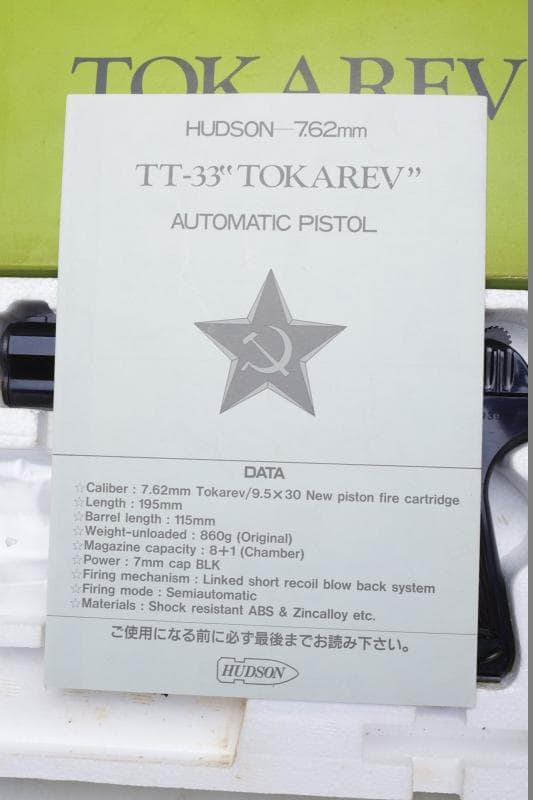 TOKAREV
HUDSON—7.62mm
TT-33“TOKAREV”
AUTOMATIC PISTOL
DATA
☆Caliber : 7.62mm Tokarev/9.5×30 New piston fire cartridge
☆Length : 195mm
☆Barrel length : 115mm
☆Weight-unloaded : 860g (Original)
☆Magazine capacity : 8+1 (Chamber)
☆Power : 7mm cap BLK
☆Firing mechanism : Linked short recoil blow back system
☆Firing mode : Semiautomatic
☆Materials : Shock resistant ABS & Zincalloy etc.
ご使用になる前に必ず最後までお読み下さい。
HUDSON